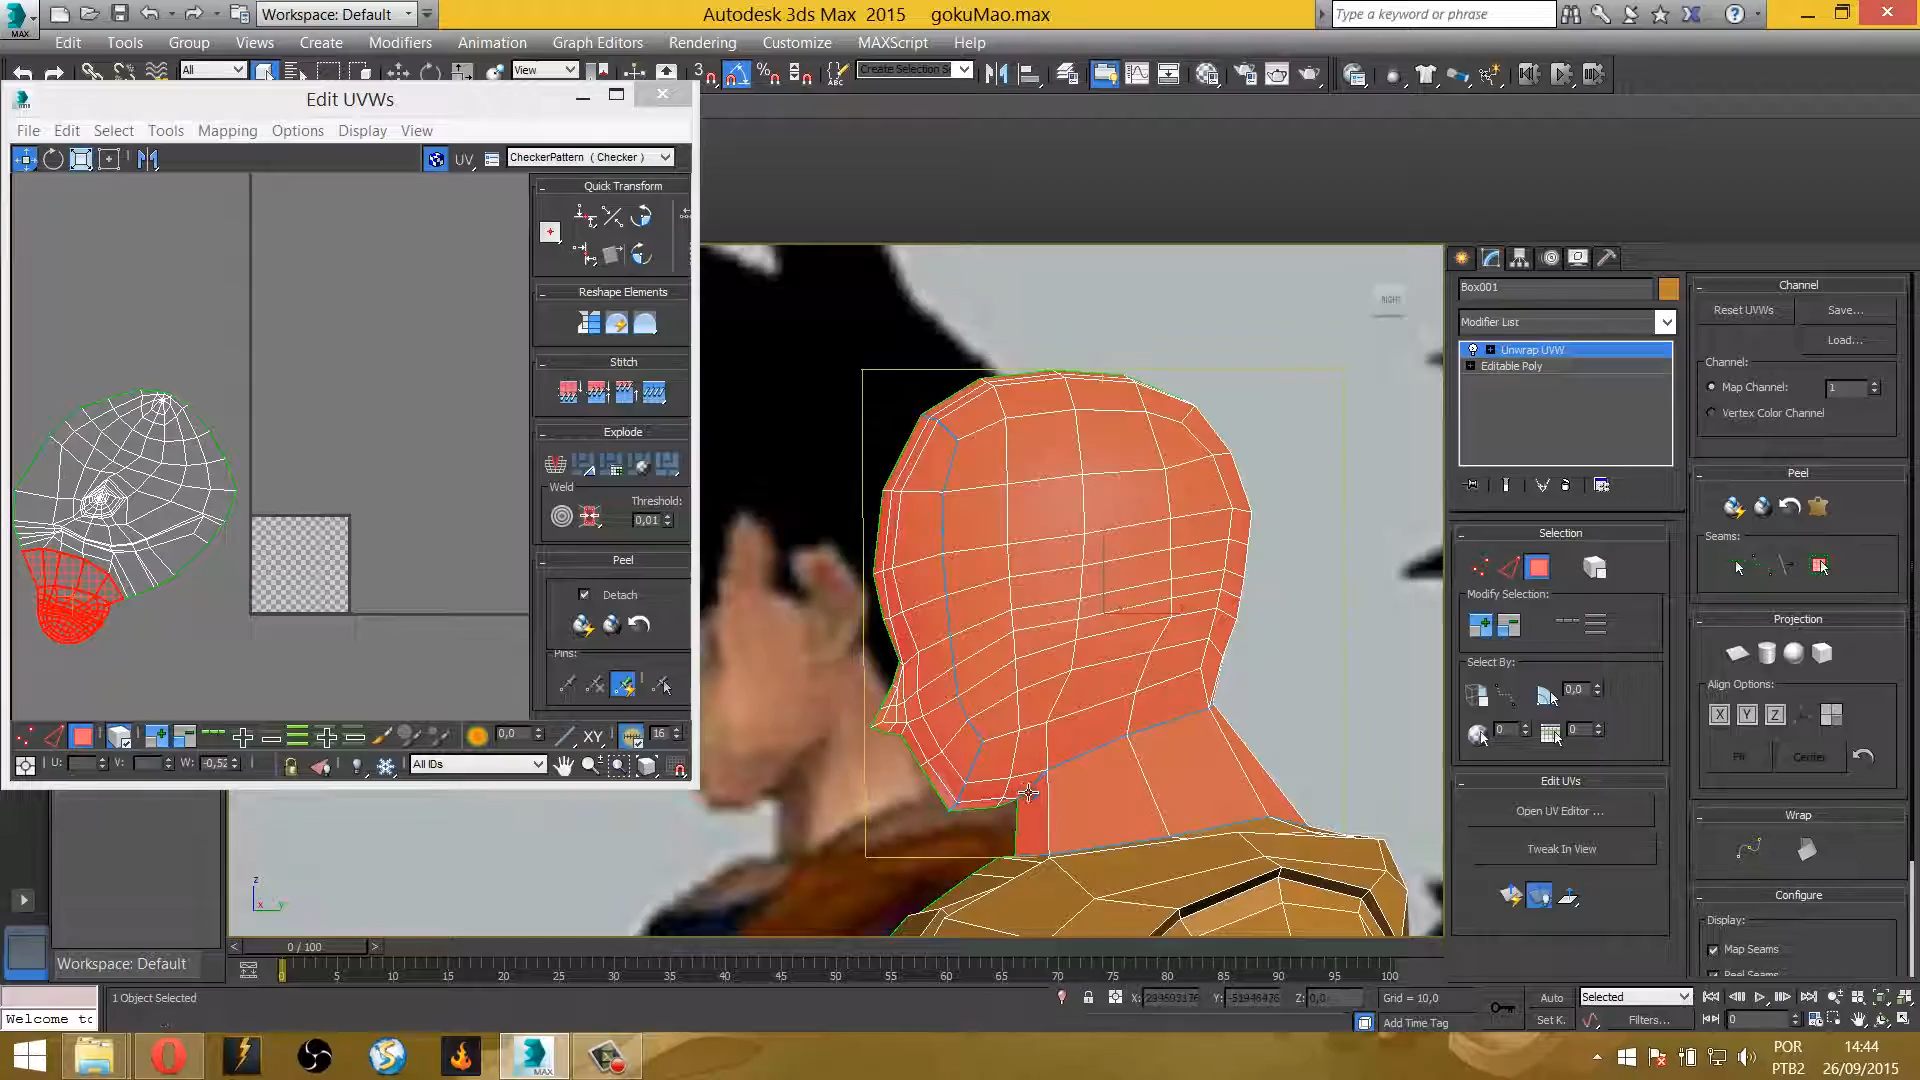 MAX
Workspace: Default
Autodesk 3ds Max 2015
gokuMao.max
Type a keyword or phrase
Edit
Tools
Group
Views
Create
Modifiers
Animation
Graph Editors
Rendering
Customize
MAXScript
Help
All
View
Create Selection Se
Edit UVWs
File
Edit
Select
Tools
Mapping
Options
Display
View
UV
CheckerPattern ( Checker )
Quick Transform
Reshape Elements
Stitch
Explode
Weld
Threshold:
0,01
Peel
Detach
Pins:
0,0
XY
16
U:
V:
W:
-0,52
All IDs
RIGHT
Box001
Modifier List
Unwrap UVW
Editable Poly
Selection
Modify Selection:
Select By:
0,0
0
0
Edit UVs
Open UV Editor ...
Tweak In View
Channel
Reset UVWs
Save...
Load...
Channel:
Map Channel:
1
Vertex Color Channel
Peel
Seams:
Projection
Align Options:
X
Y
Z
Fit
Center
Wrap
Configure
Display:
Map Seams
Peel Seams
z
x
y
0 / 100
Workspace: Default
0
5
10
15
20
25
30
35
40
45
50
55
60
65
70
75
80
85
90
95
100
1 Object Selected
Welcome to
X:
Y:
Z:
0,0
Grid = 10,0
Add Time Tag
Auto
Selected
Set K.
Filters...
0
MAX
POR
PTB2
14:44
26/09/2015